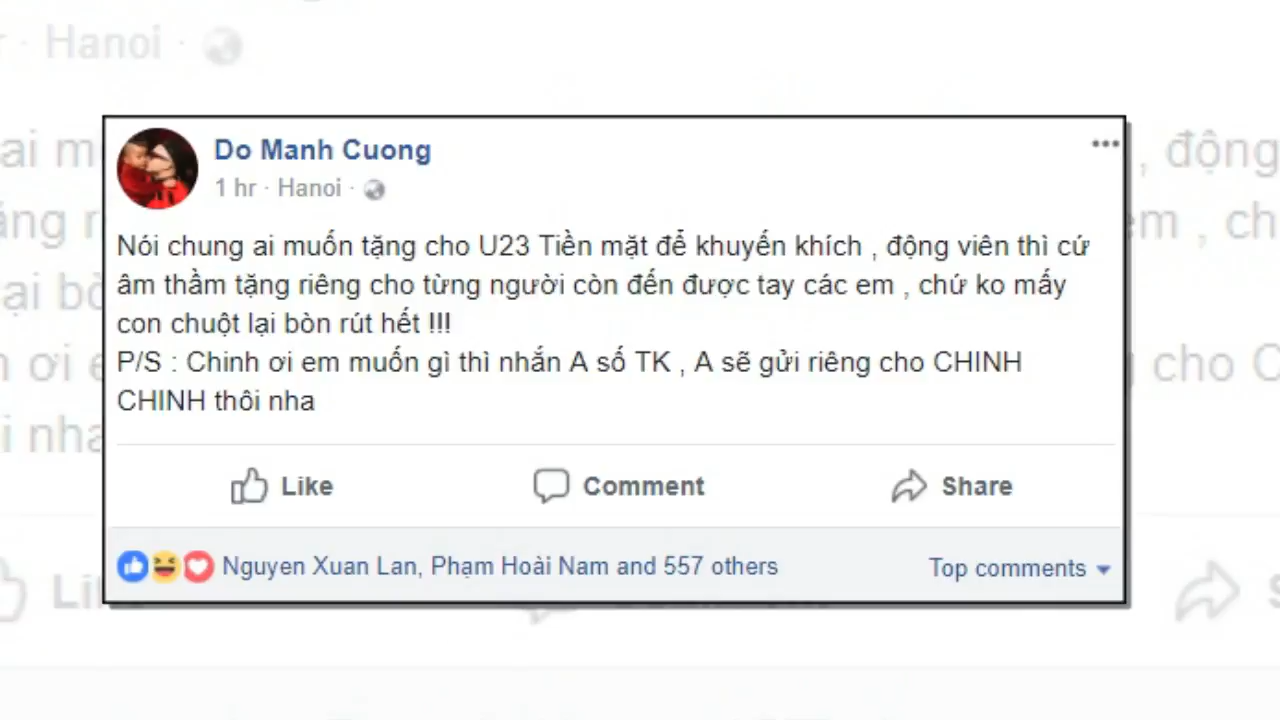 Do Manh Cuong
1 hr · Hanoi ·
Nói chung ai muốn tặng cho U23 Tiền mặt để khuyến khích , động viên thì cứ
âm thầm tặng riêng cho từng người còn đến được tay các em , chứ ko mấy
con chuột lại bòn rút hết !!!
P/S : Chinh ơi em muốn gì thì nhắn A số TK , A sẽ gửi riêng cho CHINH
CHINH thôi nha
Like Comment Share
Nguyen Xuan Lan, Phạm Hoài Nam and 557 others Top comments